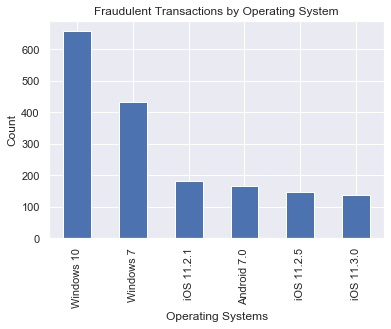 Fraudulent Transactions by Operating System
Count
600
500
400
300
200
100
0
Windows 10
Windows 7
iOS 11.2.1
Android 7.0
iOS 11.2.5
iOS 11.3.0
Operating Systems